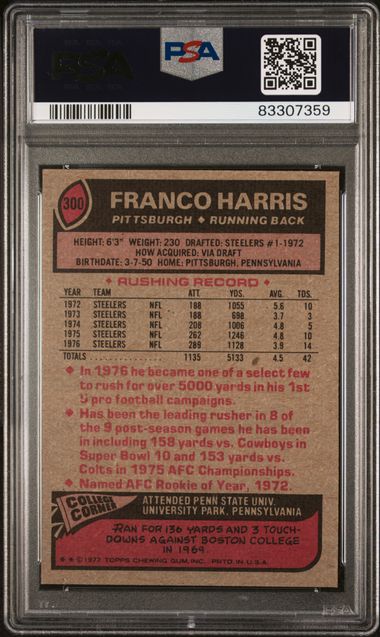 PSA
PSA
83307359
300
FRANCO HARRIS
PITTSBURGH ◆ RUNNING BACK
HEIGHT: 6'3" WEIGHT: 230 DRAFTED: STEELERS #1-1972
HOW ACQUIRED: VIA DRAFT
BIRTHDATE: 3-7-50 HOME: PITTSBURG, PENNSYLVANIA
◆ RUSHING RECORD ◆
YEAR TEAM ATT. YDS. AVG. TDS.
1972 STEELERS NFL 188 1055 5.6 10
1973 STEELERS NFL 188 698 3.7 3
1974 STEELERS NFL 208 1006 4.8 5
1975 STEELERS NFL 262 1246 4.8 10
1976 STEELERS NFL 289 1128 3.9 14
TOTALS 1135 5133 4.5 42
◆ In 1976 he became one of a select few
to rush for over 5000 yards in his 1st
5 pro football campaigns.
◆ Has been the leading rusher in 8 of
the 9 post-season games he has been
in including 158 yards vs. Cowboys in
Super Bowl 10 and 153 yards vs.
Colts in 1975 AFC Championships.
◆ Named AFC Rookie of Year, 1972.
COLLEGE
CORNER
ATTENDED PENN STATE UNIV.
UNIVERSITY PARK, PENNSYLVANIA
RAN FOR 136 YARDS AND 3 TOUCH-
DOWNS AGAINST BOSTON COLLEGE
IN 1969.
◆ ◆ © 1977 TOPPS CHEWING GUM, INC. PRTD IN U.S.A.